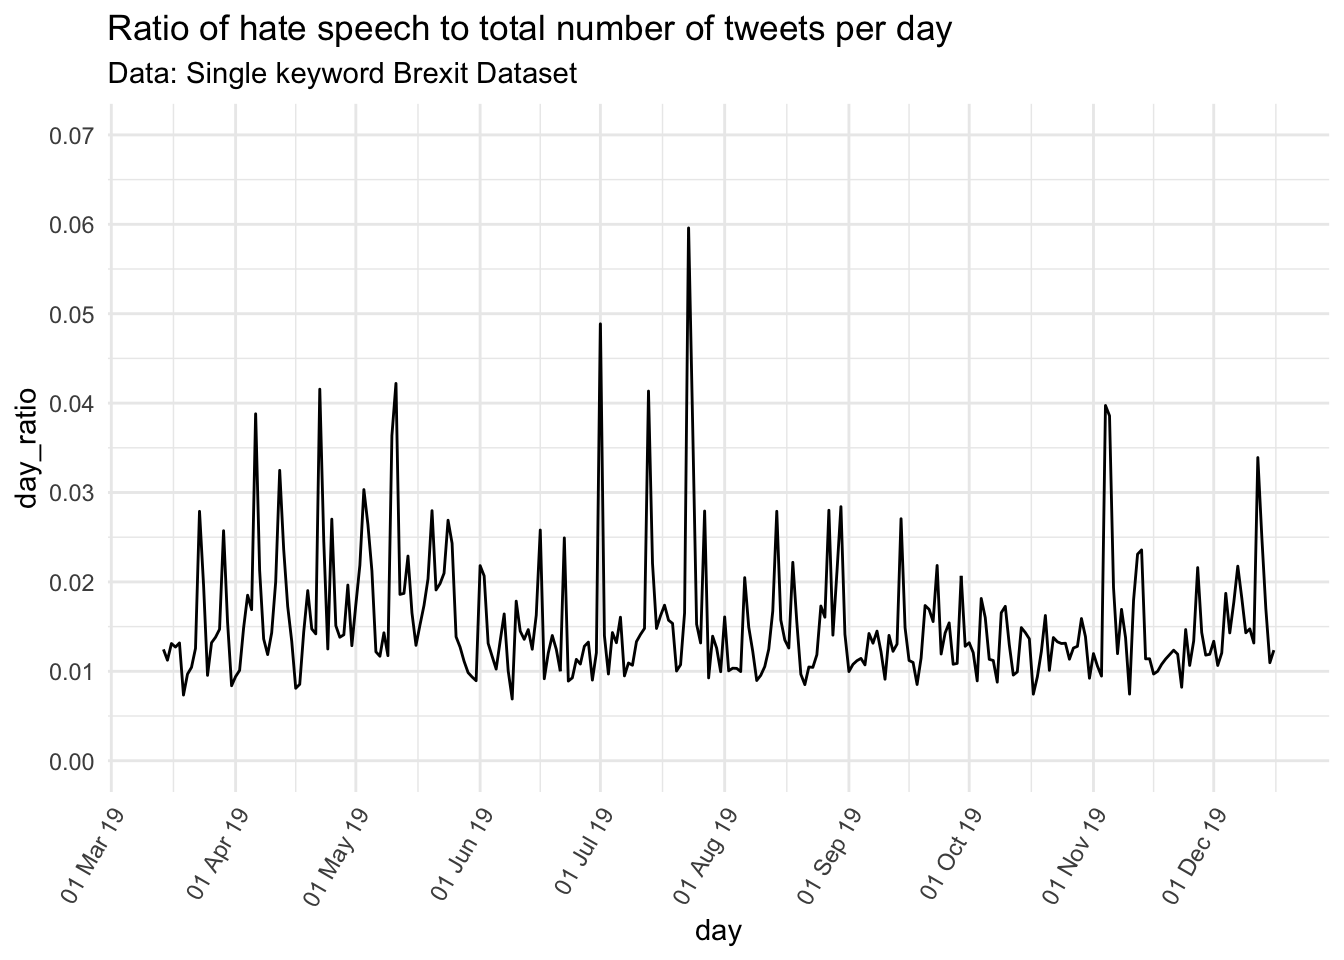 Ratio of hate speech to total number of tweets per day
Data: Single keyword Brexit Dataset
0.07
0.06
0.05
0.04
0.03
0.02
0.01
0.00
day_ratio
01 Mar 19
01 Apr 19
01 May 19
01 Jun 19
01 Jul 19
01 Aug 19
01 Sep 19
01 Oct 19
01 Nov 19
01 Dec 19
day